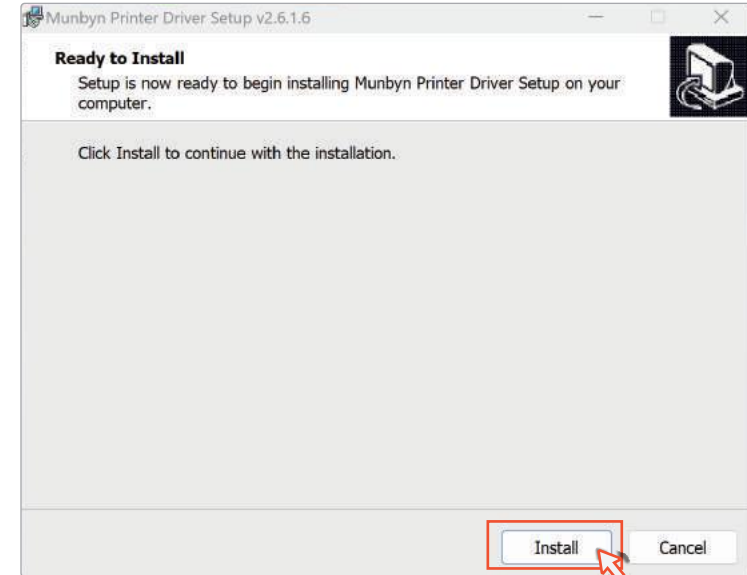 Munbyn Printer Driver Setup v2.6.1.6
Ready to Install
Setup is now ready to begin installing Munbyn Printer Driver Setup on your
computer.
Click Install to continue with the installation.
Install
Cancel